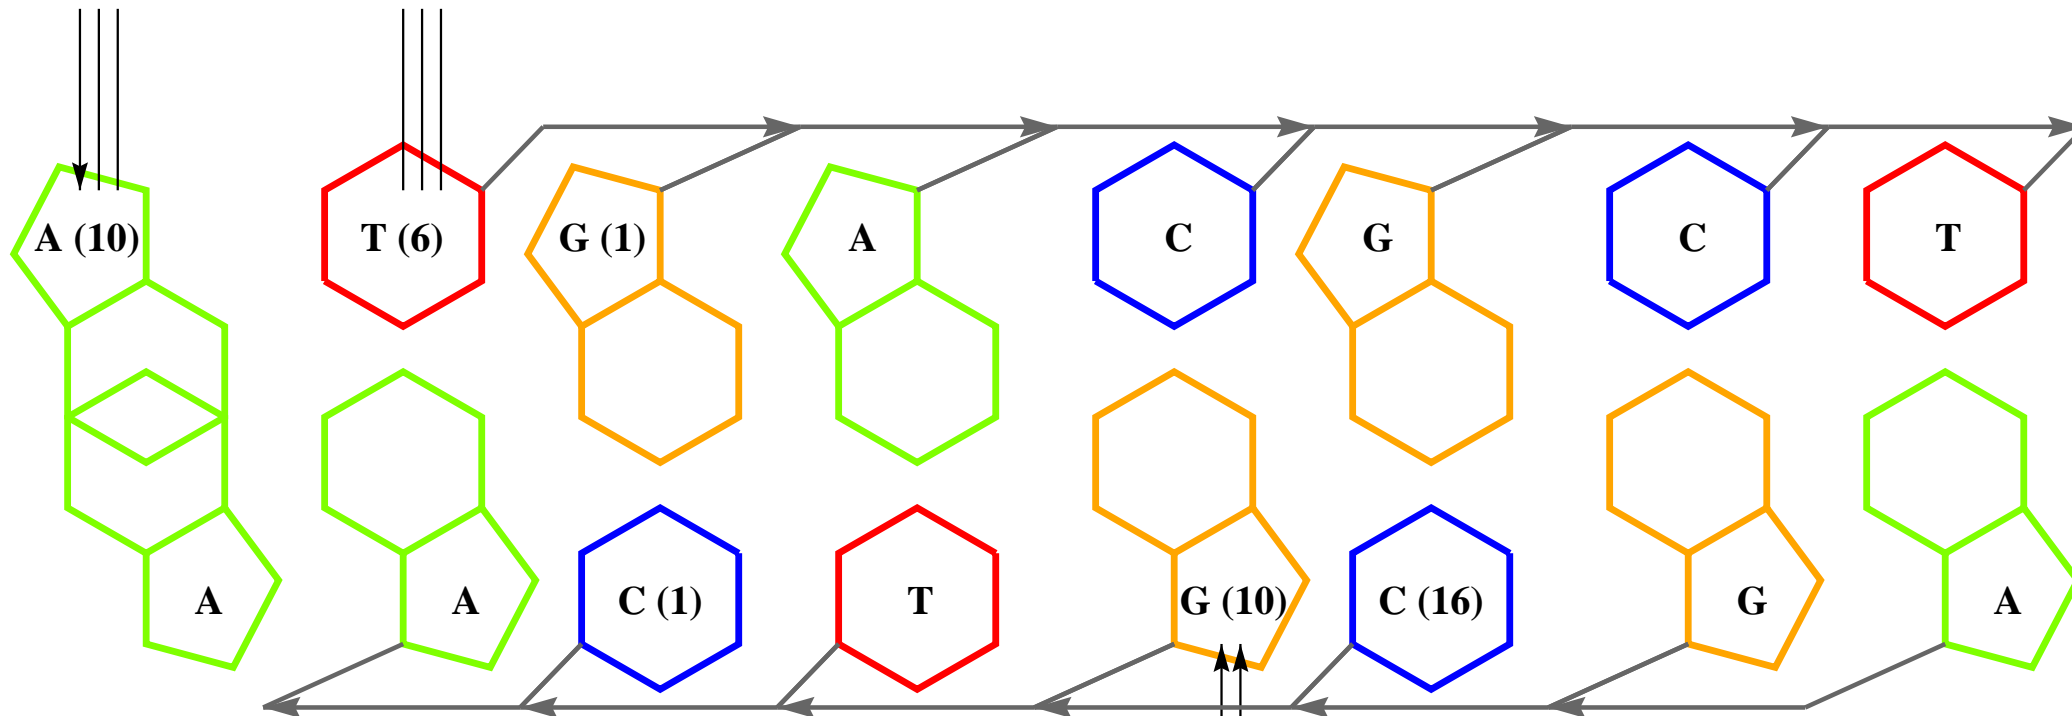 A (10) T (6) G (1) A C G C T
A A C (1) T G (10) C (16) G A